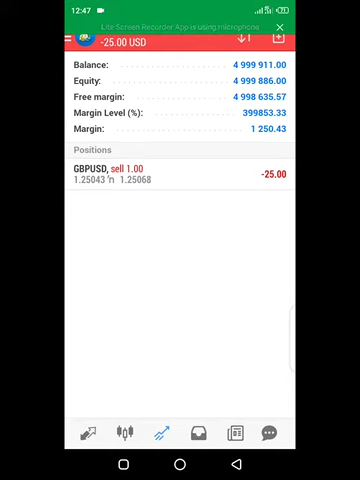 12:47
Lite Screen Recorder App is using microphone
-25.00 USD
Balance: 4 999 911.00
Equity: 4 999 886.00
Free margin: 4 998 635.57
Margin Level (%): 399853.33
Margin: 1 250.43
Positions
GBPUSD, sell 1.00
1.25043 1.25068 -25.00